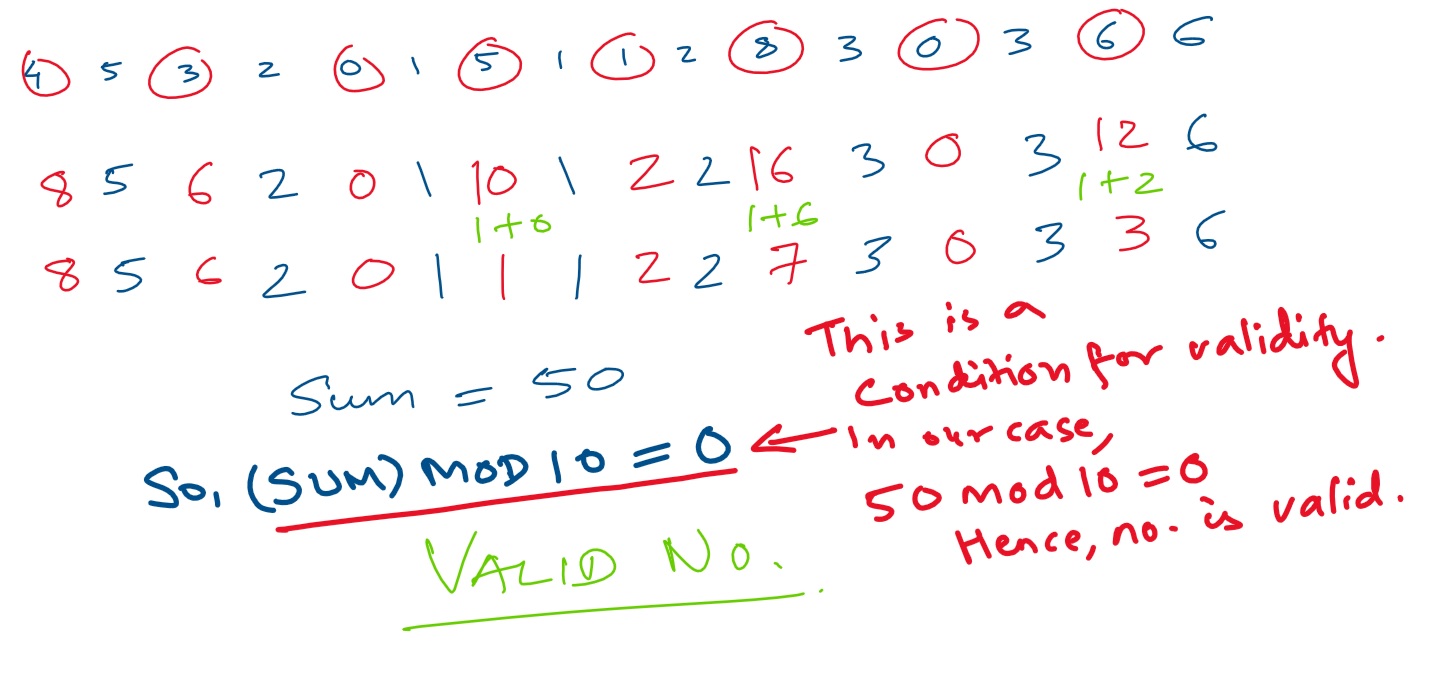 4 5 3 2 0 1 5 1 1 2 8 3 0 3 6 6
8 5 6 2 0 1 10 1 2 2 16 3 0 3 12 6
1+0 1+6 1+2
8 5 6 2 0 1 1 1 2 2 7 3 0 3 3 6
Sum = 50
So, (SUM) MOD 10 = 0
VALID No.
This is a
Condition for validity.
In our case,
50 mod 10 = 0
Hence, no. is valid.